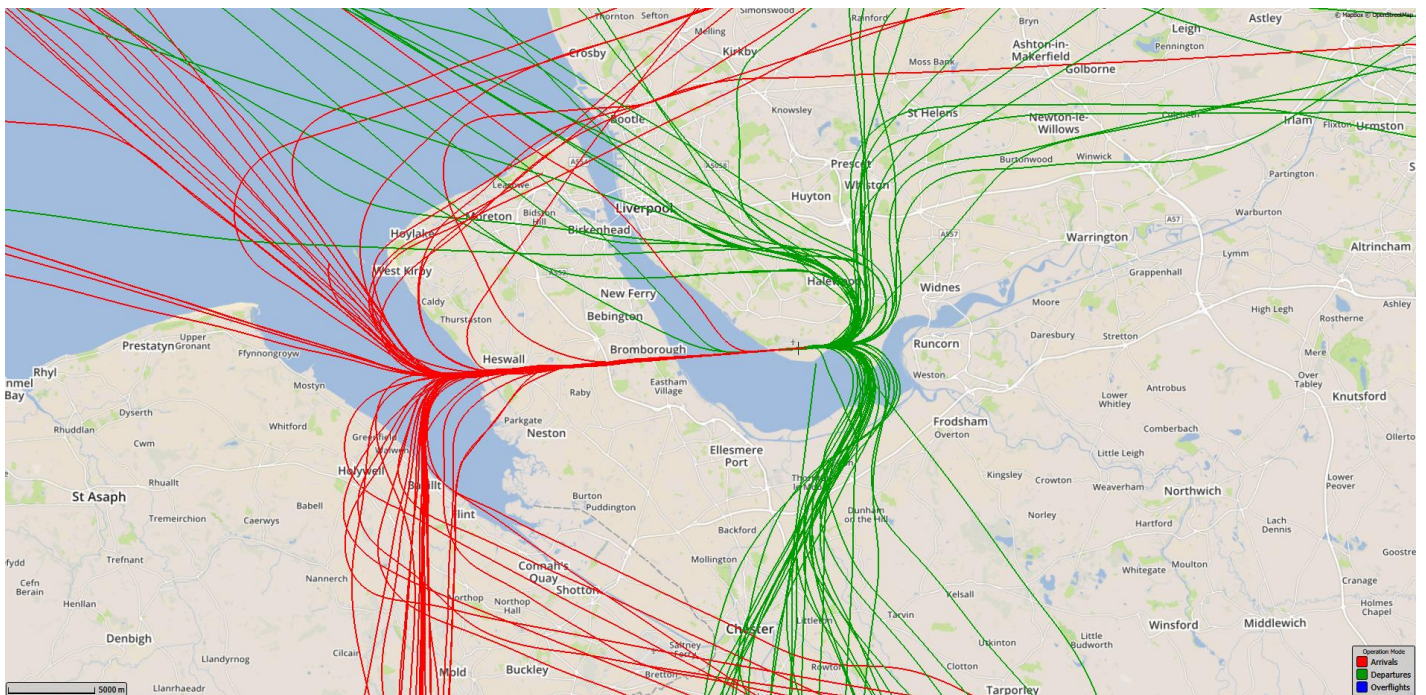 © Mapbox © OpenStreetMap
Thornton
Sefton
Simonswood
Rainford
Bryn
Astley
Melling
Leigh
Crosby
Kirkby
Ashton-in-
Makerfield
Pennington
Moss Bank
Golborne
Knowsley
St Helens
Bootle
Newton-le-
Willows
Irlam
Flixton
Urmston
A5058
Prescot
Burtonwood
Winwick
Whiston
Partington
Leasowe
Huyton
Moreton
Bidston
Hill
Liverpool
Birkenhead
A57
Warburton
Hoylake
A557
Warrington
Lymm
Altrincham
West Kirby
Grappenhall
Halewood
Widnes
Caldy
New Ferry
Moore
Ashley
Thurstaston
Bebington
High Legh
Rostherne
Prestatyn
Upper
Gronant
Ffynnongroyw
Daresbury
Stretton
Heswall
Bromborough
Runcorn
Mere
Rhyl
Weston
Over
Tabley
Mostyn
Raby
Eastham
Village
Antrobus
Knutsford
Bay
Dyserth
Parkgate
Neston
Frodsham
Lower
Whitley
Rhuddlan
Whitford
Greenfield
Overton
Comberbach
Cwm
Ellesmere
Port
Little Leigh
Holywell
Kingsley
Crowton
Weaverham
Lower
Peover
St Asaph
Rhuallt
Burton
Puddington
Northwich
Babell
Dunham
on the Hill
Tremeirchion
Caerwys
Backford
Norley
Hartford
Lach
Dennis
Trefnant
Mollington
Connah's
Quay
Shotton
Whitegate
Moulton
Cefn
Berain
Nannerch
Cranage
Henllan
Northop
Hall
Kelsall
Holmes
Chapel
Chester
Littleton
Tarvin
Winsford
Middlewich
Denbigh
Cilcain
Saltney
Ferry
Utkinton
Little
Budworth
Llandyrnog
Mold
Buckley
Bretton
Rowton
Clotton
Llanrhaeadr
Tarporley
5000 m
Operation Mode
Arrivals
Departures
Overflights